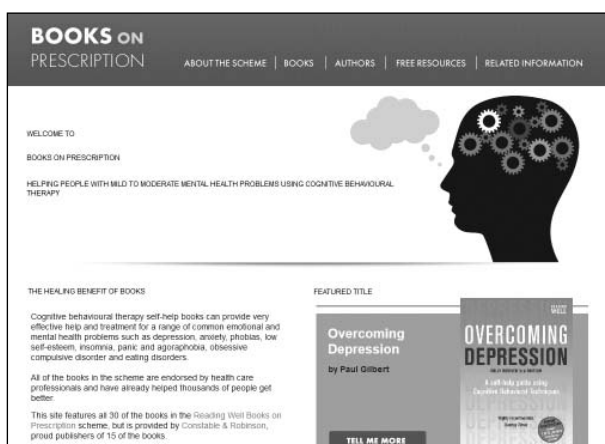 BOOKS ON
PRESCRIPTION
ABOUT THE SCHEME | BOOKS | AUTHORS | FREE RESOURCES | RELATED INFORMATION
WELCOME TO
BOOKS ON PRESCRIPTION
HELPING PEOPLE WITH MILD TO MODERATE MENTAL HEALTH PROBLEMS USING COGNITIVE BEHAVIOURAL
THERAPY
THE HEALING BENEFIT OF BOOKS
Cognitive behavioural therapy self-help books can provide very
effective help and treatment for a range of common emotional and
mental health problems such as depression, anxiety, phobias, low
self-esteem, insomnia, panic and agoraphobia, obsessive
compulsive disorder and eating disorders.
All of the books in the scheme are endorsed by health care
professionals and have already helped thousands of people get
better.
This site features all 30 of the books in the Reading Well Books on
Prescription scheme, but is provided by Constable & Robinson,
proud publishers of 15 of the books.
FEATURED TITLE
Overcoming
Depression
by Paul Gilbert
TELL ME MORE
READING
WELL
OVERCOMING
DEPRESSION
A self-help guide using
Cognitive Behavioural Techniques